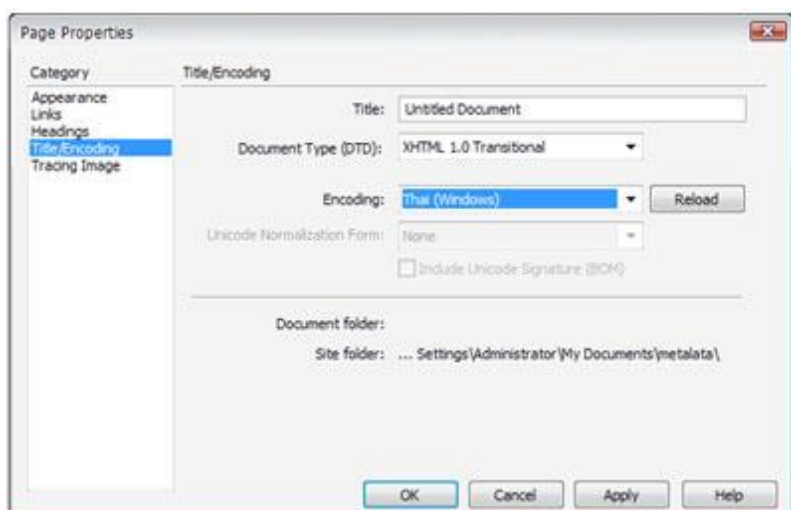 Page Properties
Category
Appearance
Links
Headings
Title/Encoding
Tracing Image
Title/Encoding
Title: Untitled Document
Document Type (DTD): XHTML 1.0 Transitional
Encoding: Thai (Windows) Reload
Unicode Normalization Form: None
Include Unicode Signature (BOM)
Document folder:
Site folder: ... Settings\Administrator\My Documents\metalata\
OK Cancel Apply Help